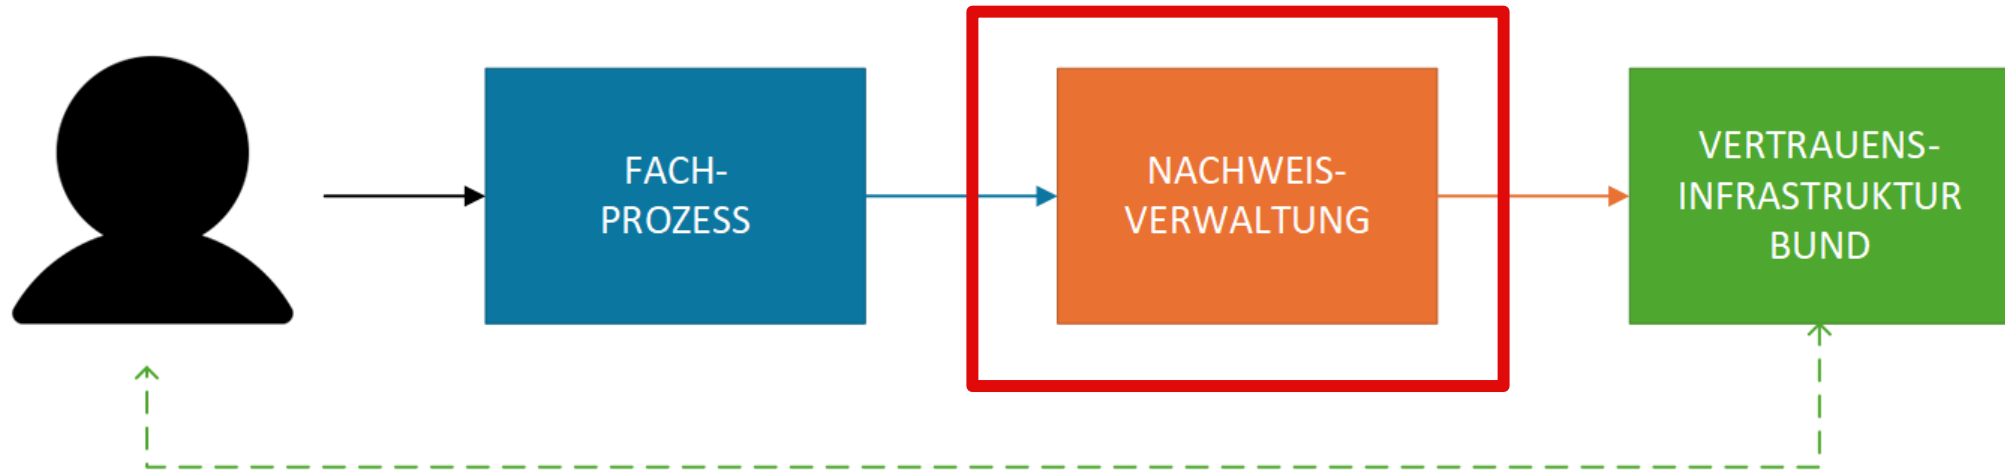 FACH-
PROZESS
NACHWEIS-
VERWALTUNG
VERTRAUENS-
INFRASTRUKTUR
BUND